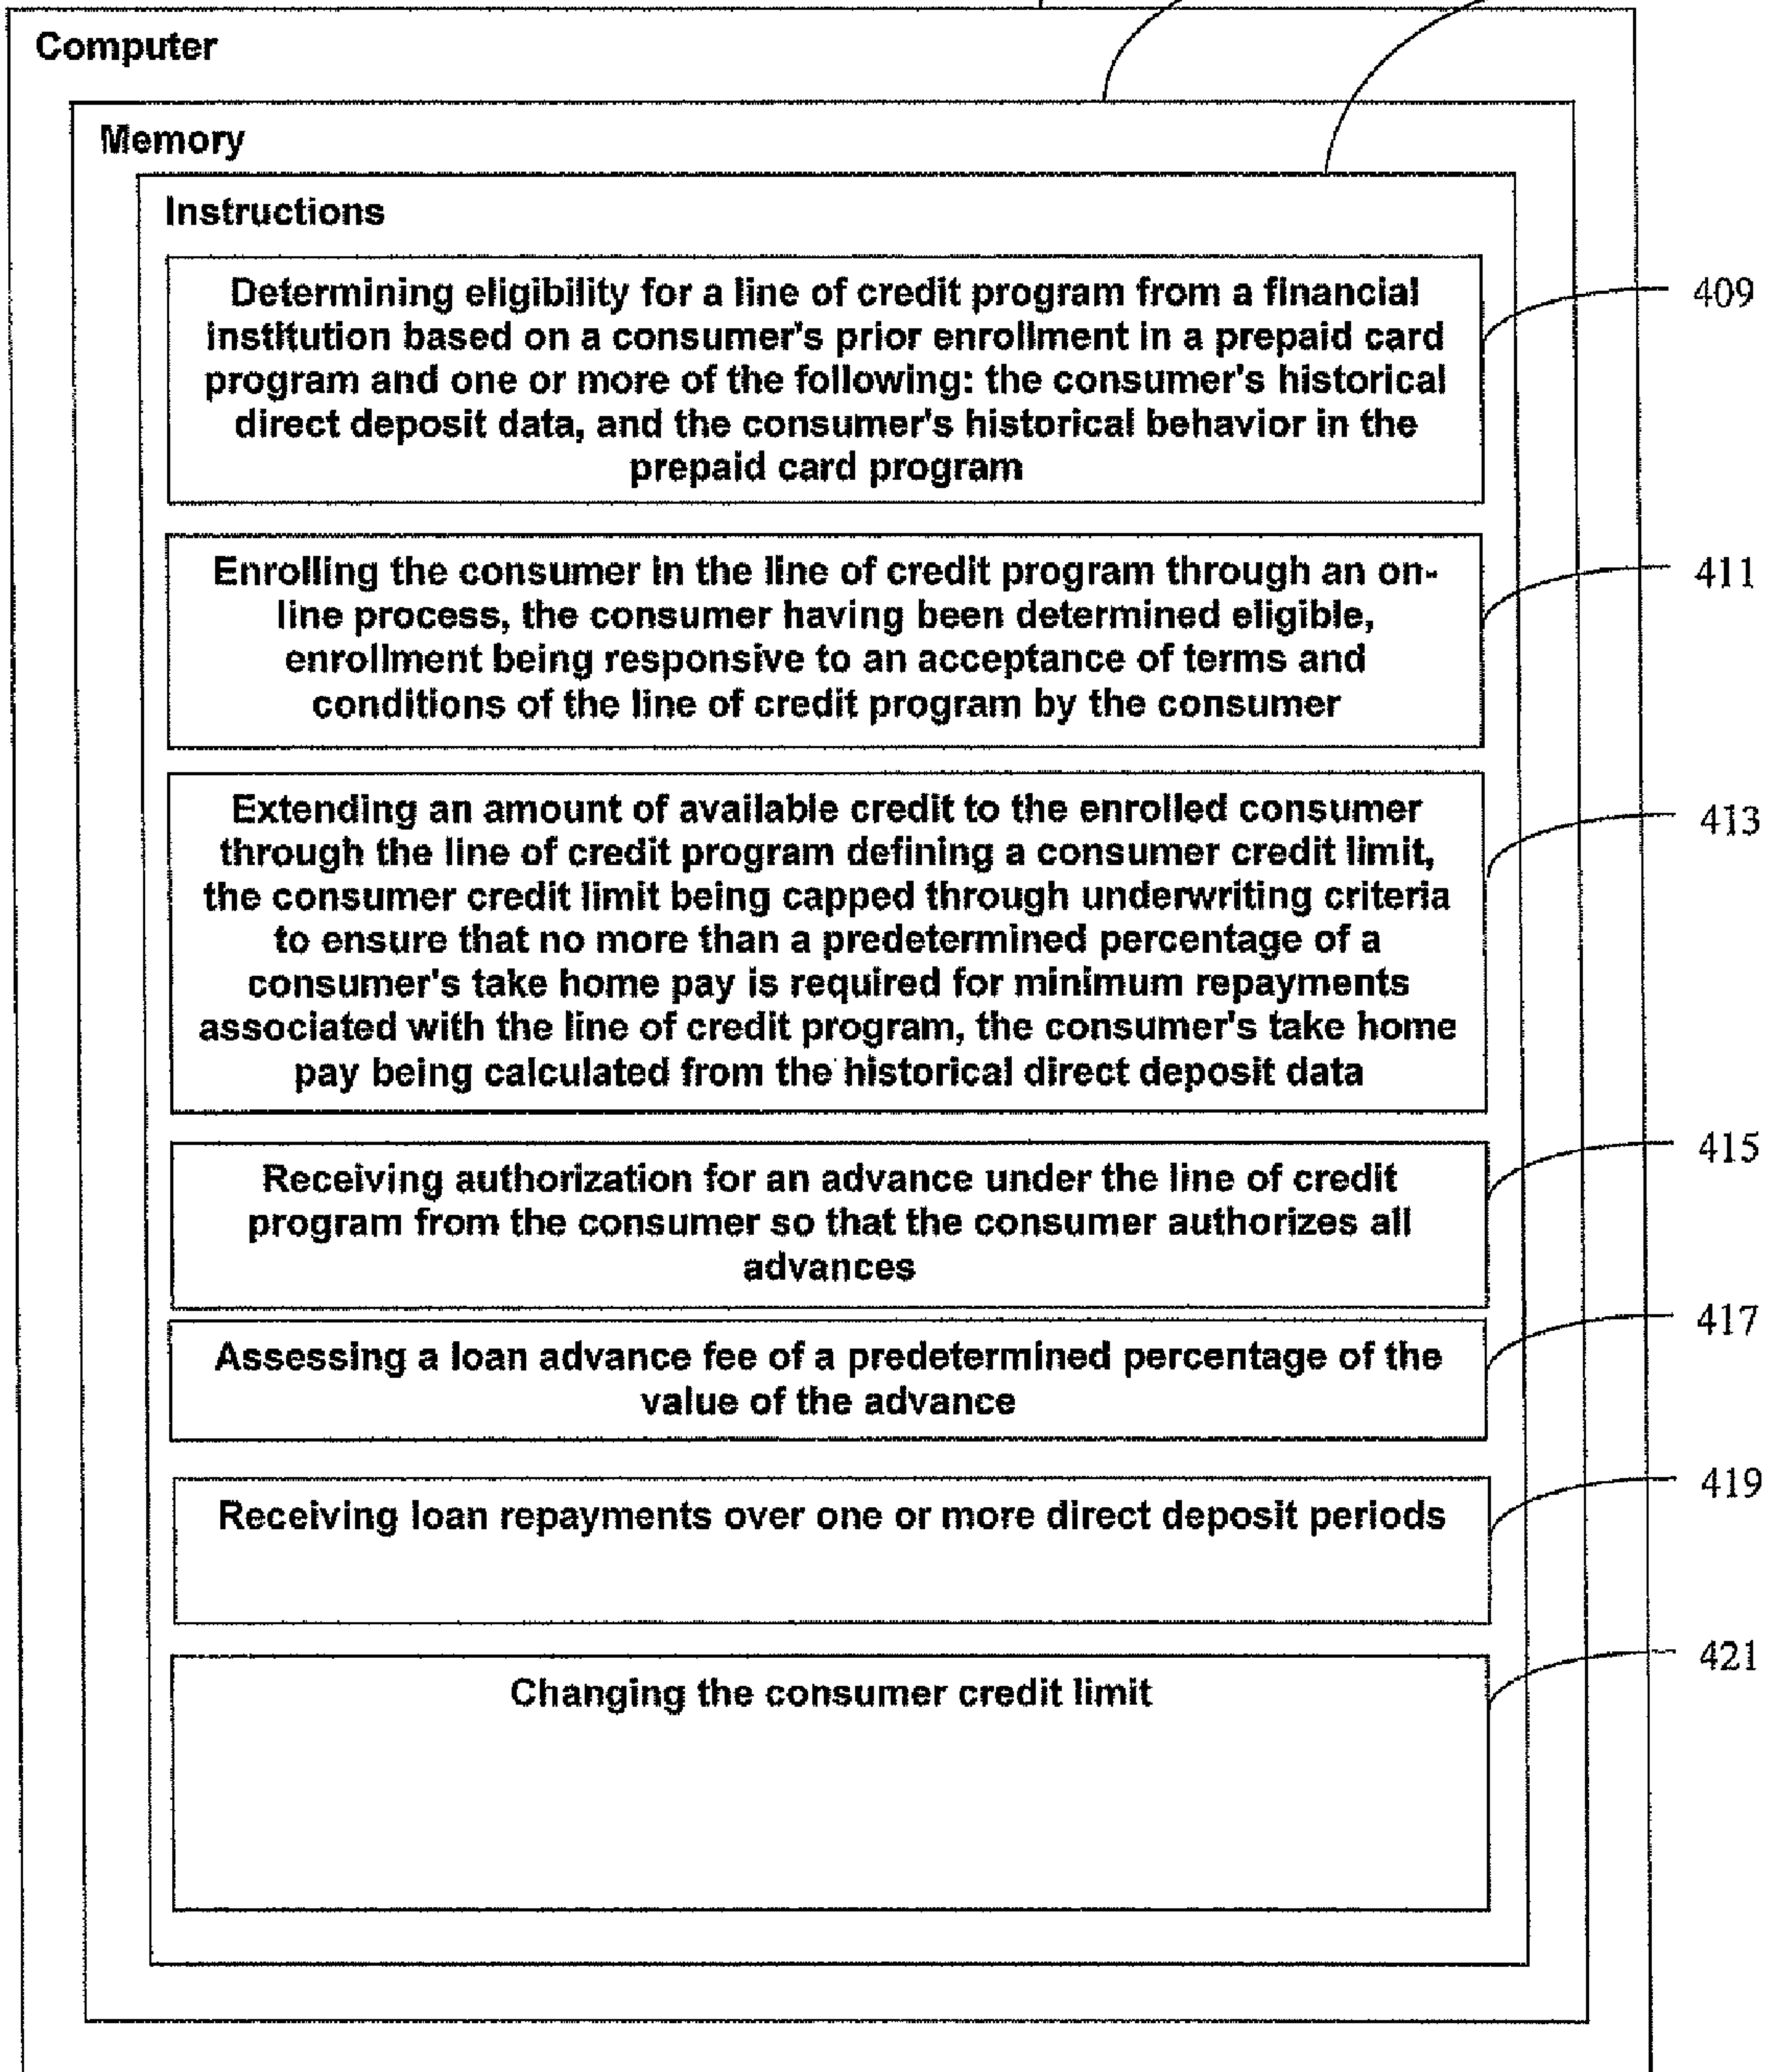 Computer
Memory
Instructions
Determining eligibility for a line of credit program from a financial
institution based on a consumer's prior enrollment in a prepaid card
program and one or more of the following: the consumer's historical
direct deposit data, and the consumer's historical behavior in the
prepaid card program
409
Enrolling the consumer in the line of credit program through an on-
line process, the consumer having been determined eligible,
enrollment being responsive to an acceptance of terms and
conditions of the line of credit program by the consumer
411
Extending an amount of available credit to the enrolled consumer
through the line of credit program defining a consumer credit limit,
the consumer credit limit being capped through underwriting criteria
to ensure that no more than a predetermined percentage of a
consumer's take home pay is required for minimum repayments
associated with the line of credit program, the consumer's take home
pay being calculated from the historical direct deposit data
413
Receiving authorization for an advance under the line of credit
program from the consumer so that the consumer authorizes all
advances
415
Assessing a loan advance fee of a predetermined percentage of the
value of the advance
417
Receiving loan repayments over one or more direct deposit periods
419
Changing the consumer credit limit
421